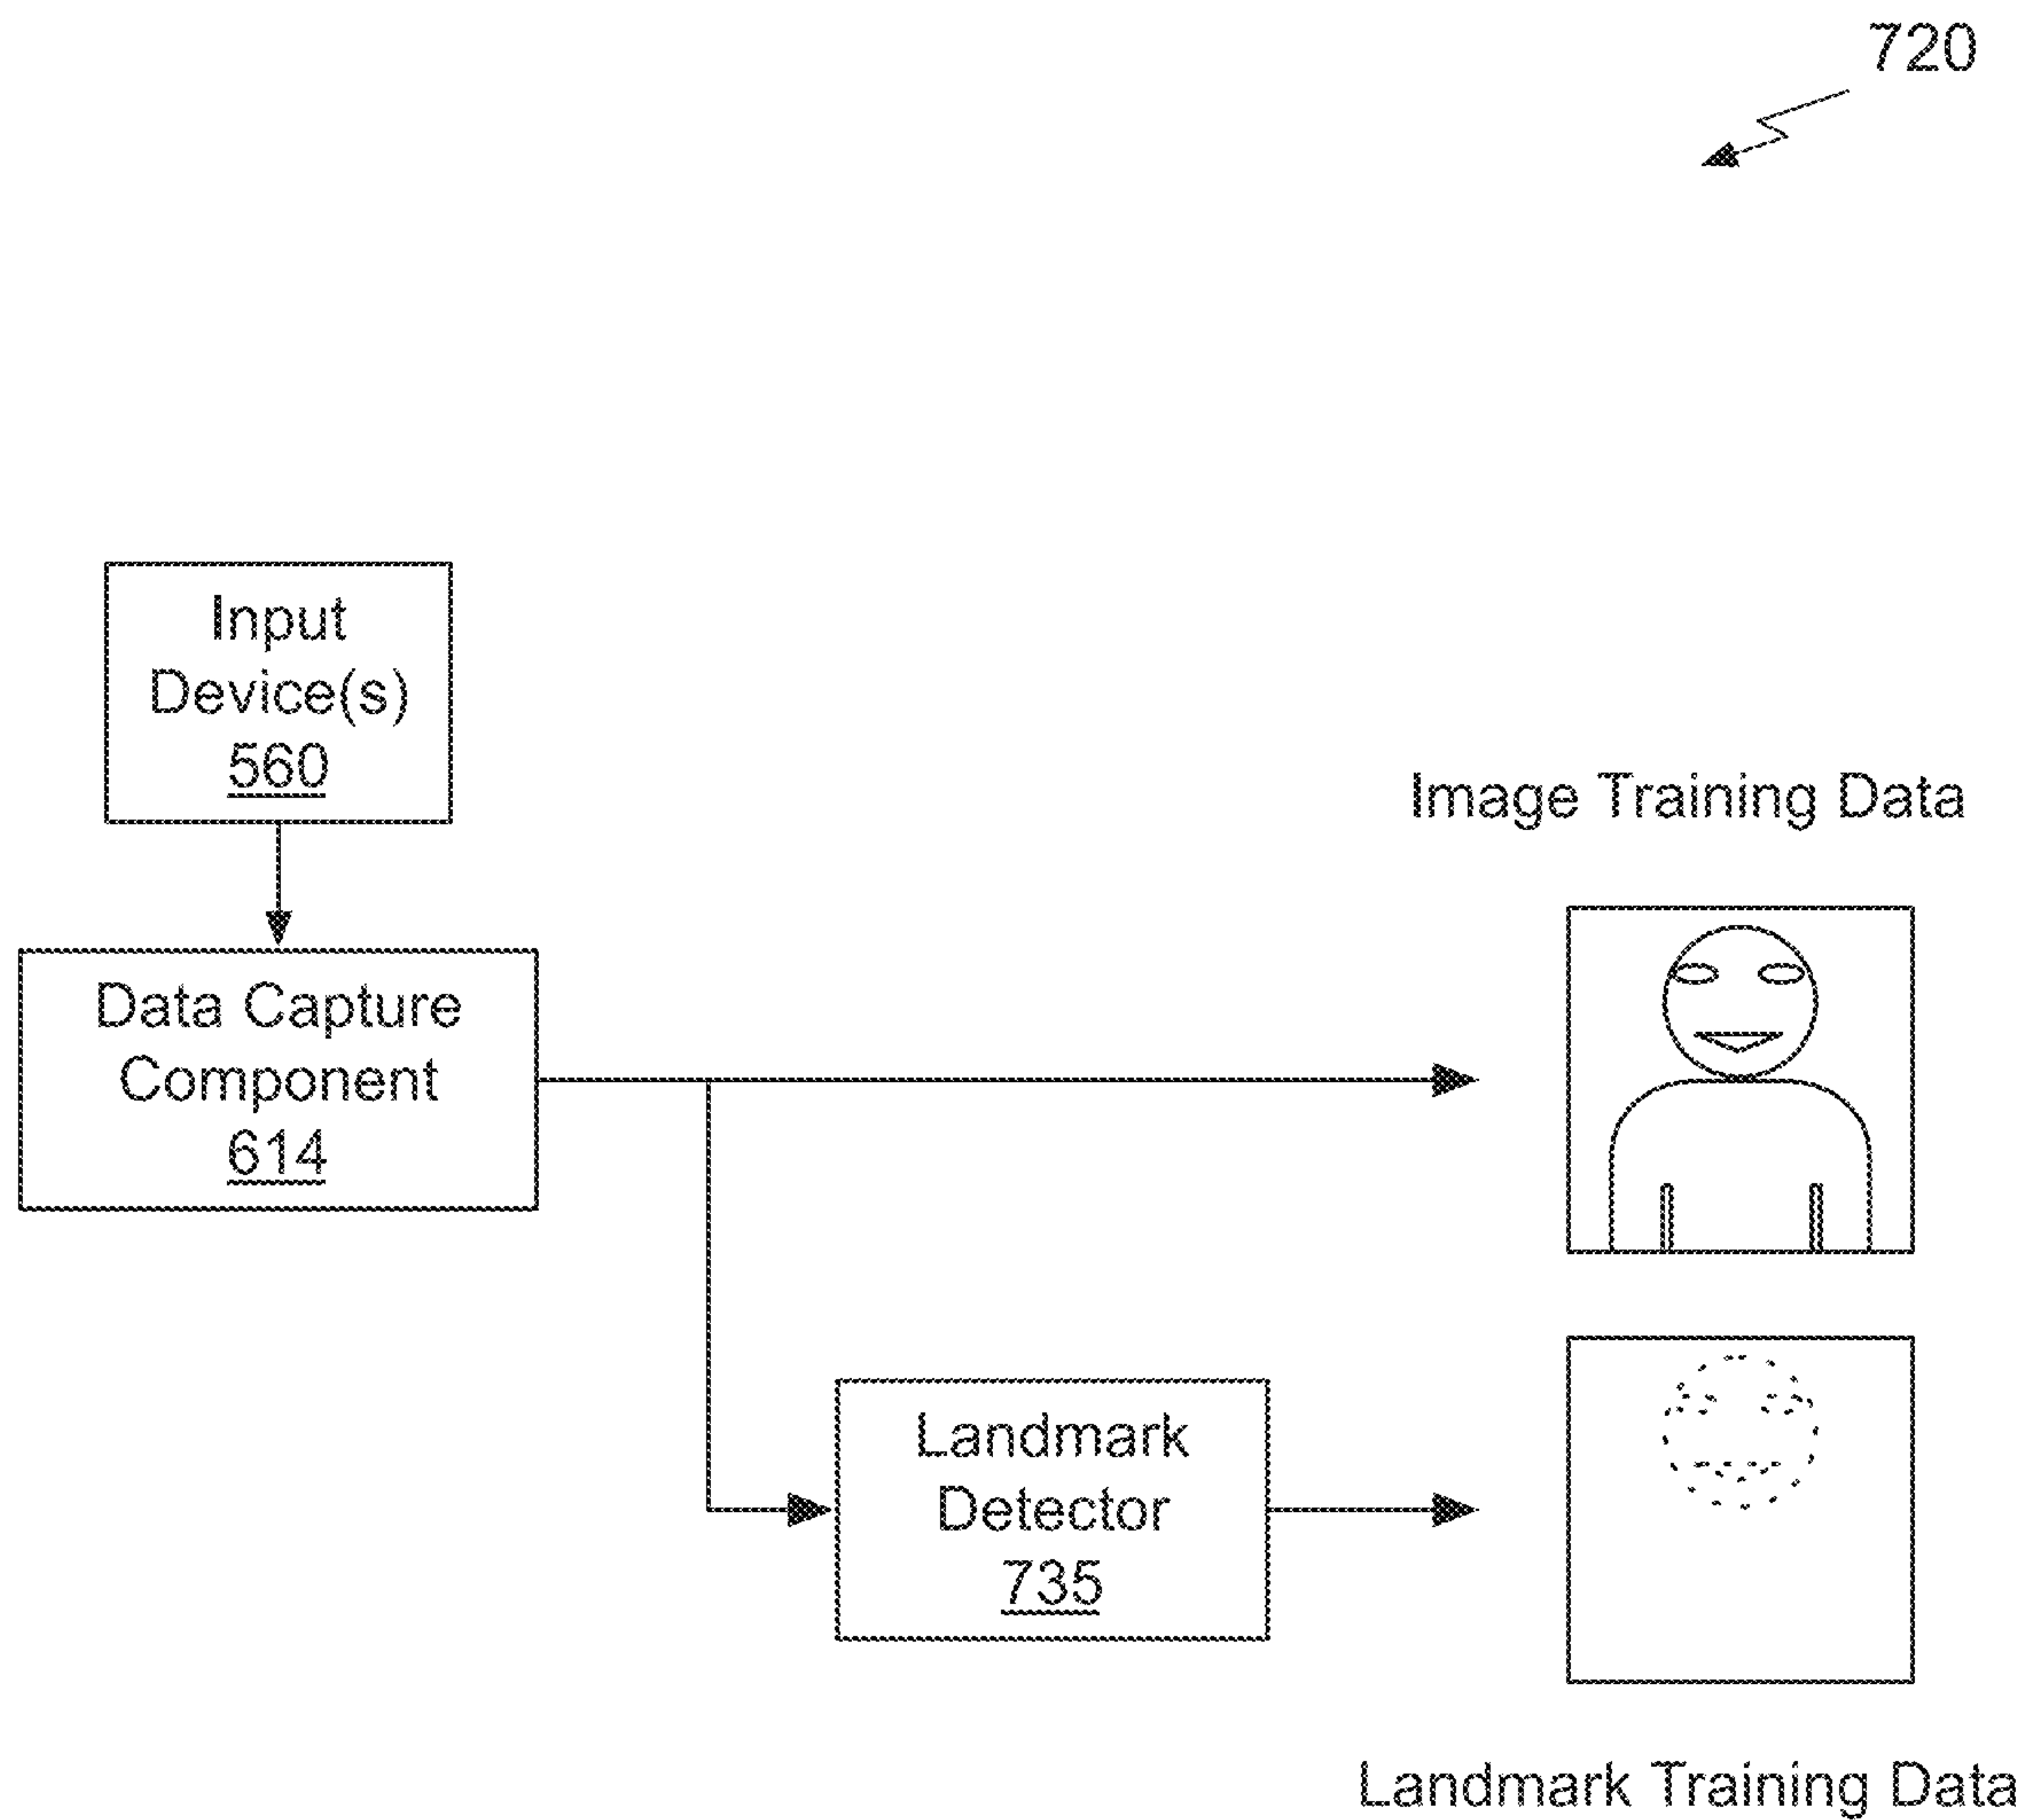 720
Input
Device(s)
560
Image Training Data
Data Capture
Component
614
Landmark
Detector
735
Landmark Training Data